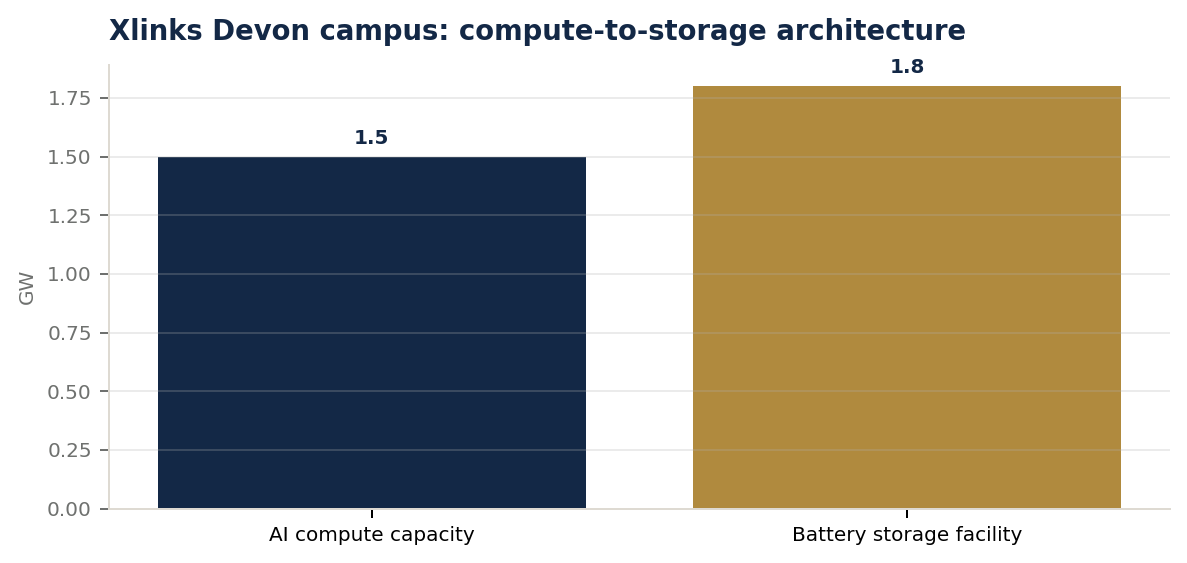 Xlinks Devon campus: compute-to-storage architecture
1.8
1.75
1.5
1.50
1.25
1.00
GW
0.75
0.50
0.25
0.00
AI compute capacity
Battery storage facility